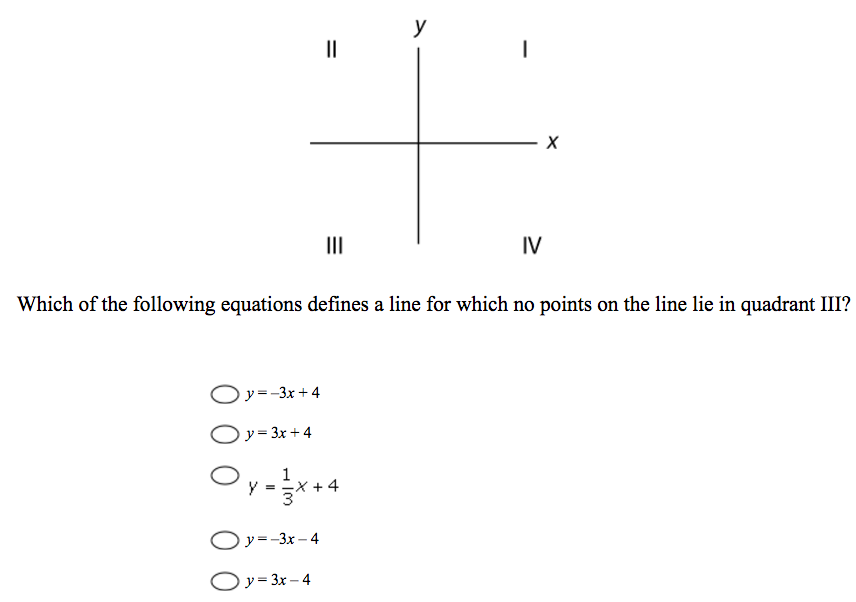 y
II I
x
III IV
Which of the following equations defines a line for which no points on the line lie in quadrant III?
y = –3x + 4
y = 3x + 4
y = 1/3 x + 4
y = –3x – 4
y = 3x – 4